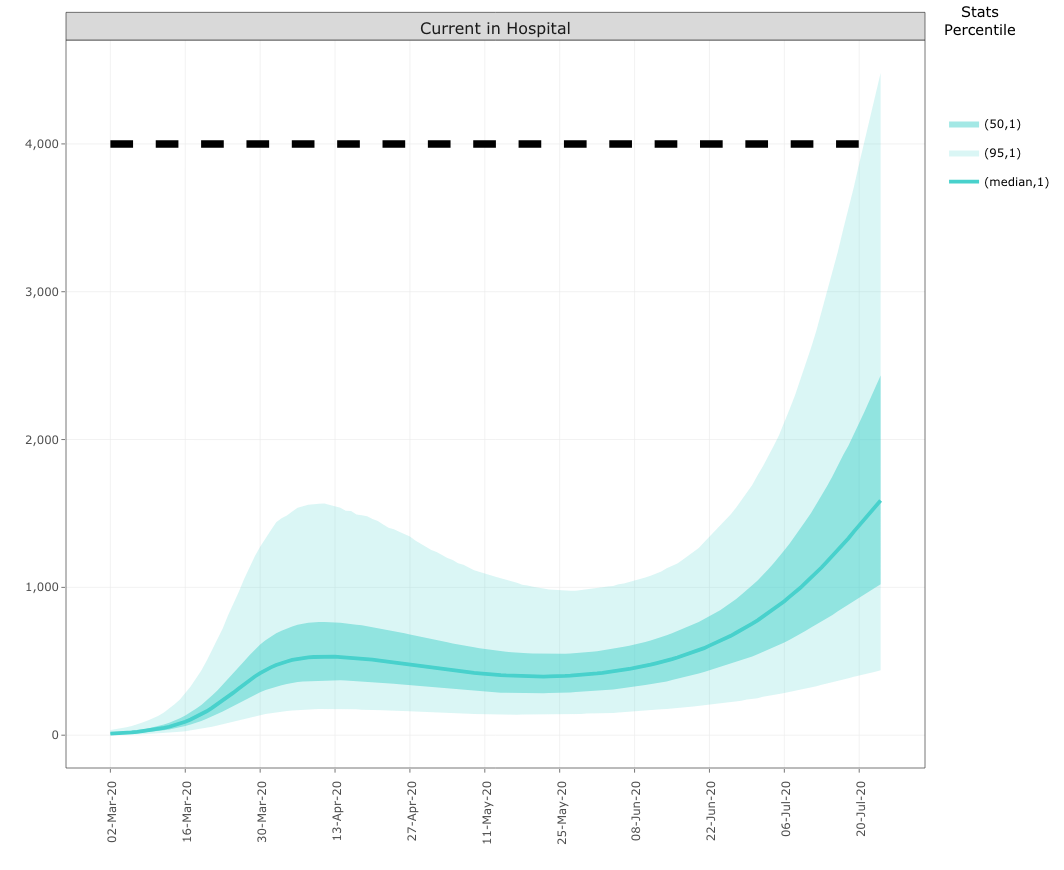 Current in Hospital
Stats
Percentile
(50,1)
(95,1)
(median,1)
4,000
3,000
2,000
1,000
0
02-Mar-20
16-Mar-20
30-Mar-20
13-Apr-20
27-Apr-20
11-May-20
25-May-20
08-Jun-20
22-Jun-20
06-Jul-20
20-Jul-20